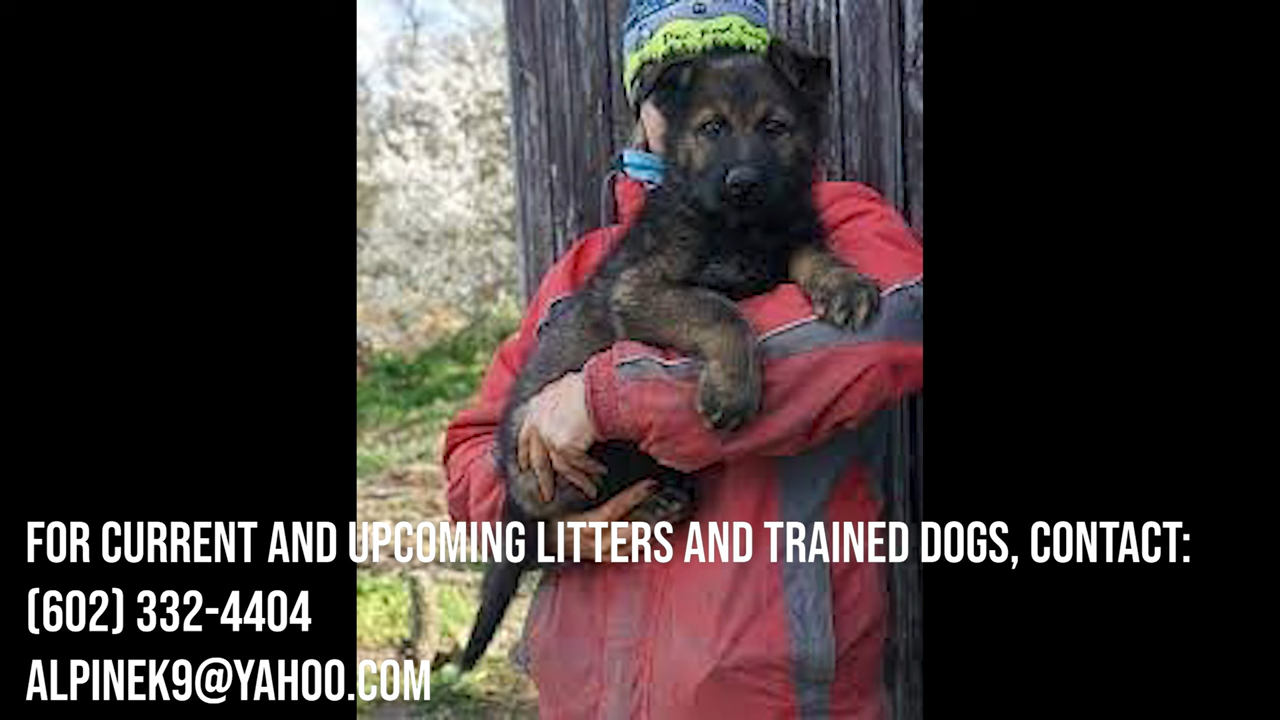 FOR CURRENT AND UPCOMING LITTERS AND TRAINED DOGS, CONTACT:
(602) 332-4404
ALPINEK9@YAHOO.COM